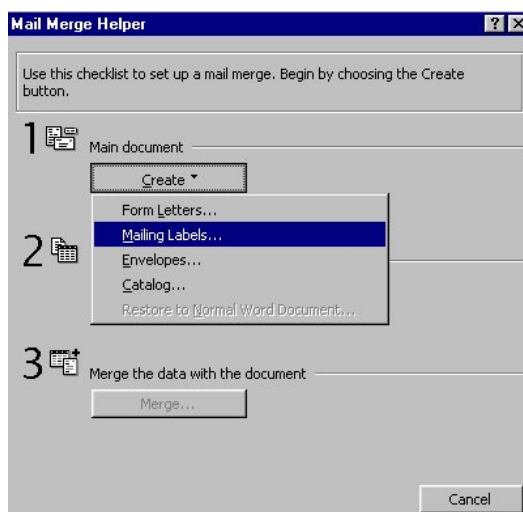 Mail Merge Helper
Use this checklist to set up a mail merge. Begin by choosing the Create
button.
1
Main document
Create
Form Letters...
Mailing Labels...
2
Envelopes...
Catalog...
Restore to Normal Word Document...
3
Merge the data with the document
Merge...
Cancel